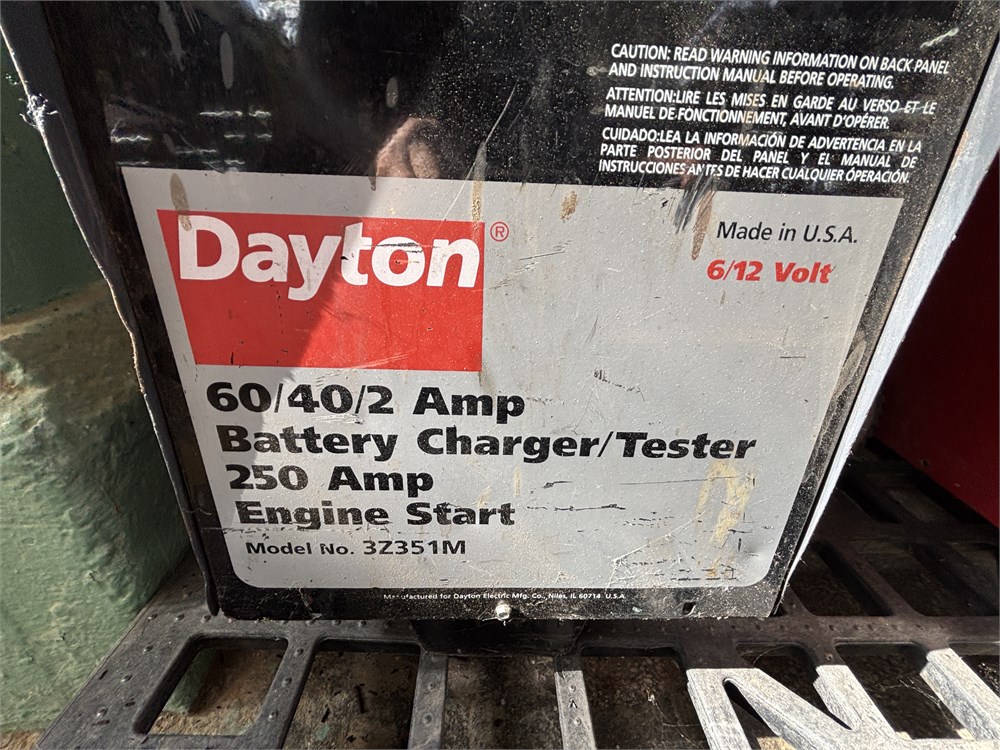 CAUTION: READ WARNING INFORMATION ON BACK PANEL
AND INSTRUCTION MANUAL BEFORE OPERATING.
ATTENTION:LIRE LES MISES EN GARDE AU VERSO ET LE
MANUEL DE FONCTIONNEMENT, AVANT D'OPÉRER.
CUIDADO:LEA LA INFORMACIÓN DE ADVERTENCIA EN LA
PARTE POSTERIOR DEL PANEL Y EL MANUAL DE
INSTRUCCIONES ANTES DE HACER CUALQUIER OPERACIÓN.
Dayton®
Made in U.S.A.
6/12 Volt
60/40/2 Amp
Battery Charger/Tester
250 Amp
Engine Start
Model No. 3Z351M
Manufactured for Dayton Electric Mfg. Co., Niles, IL 60714 U.S.A.